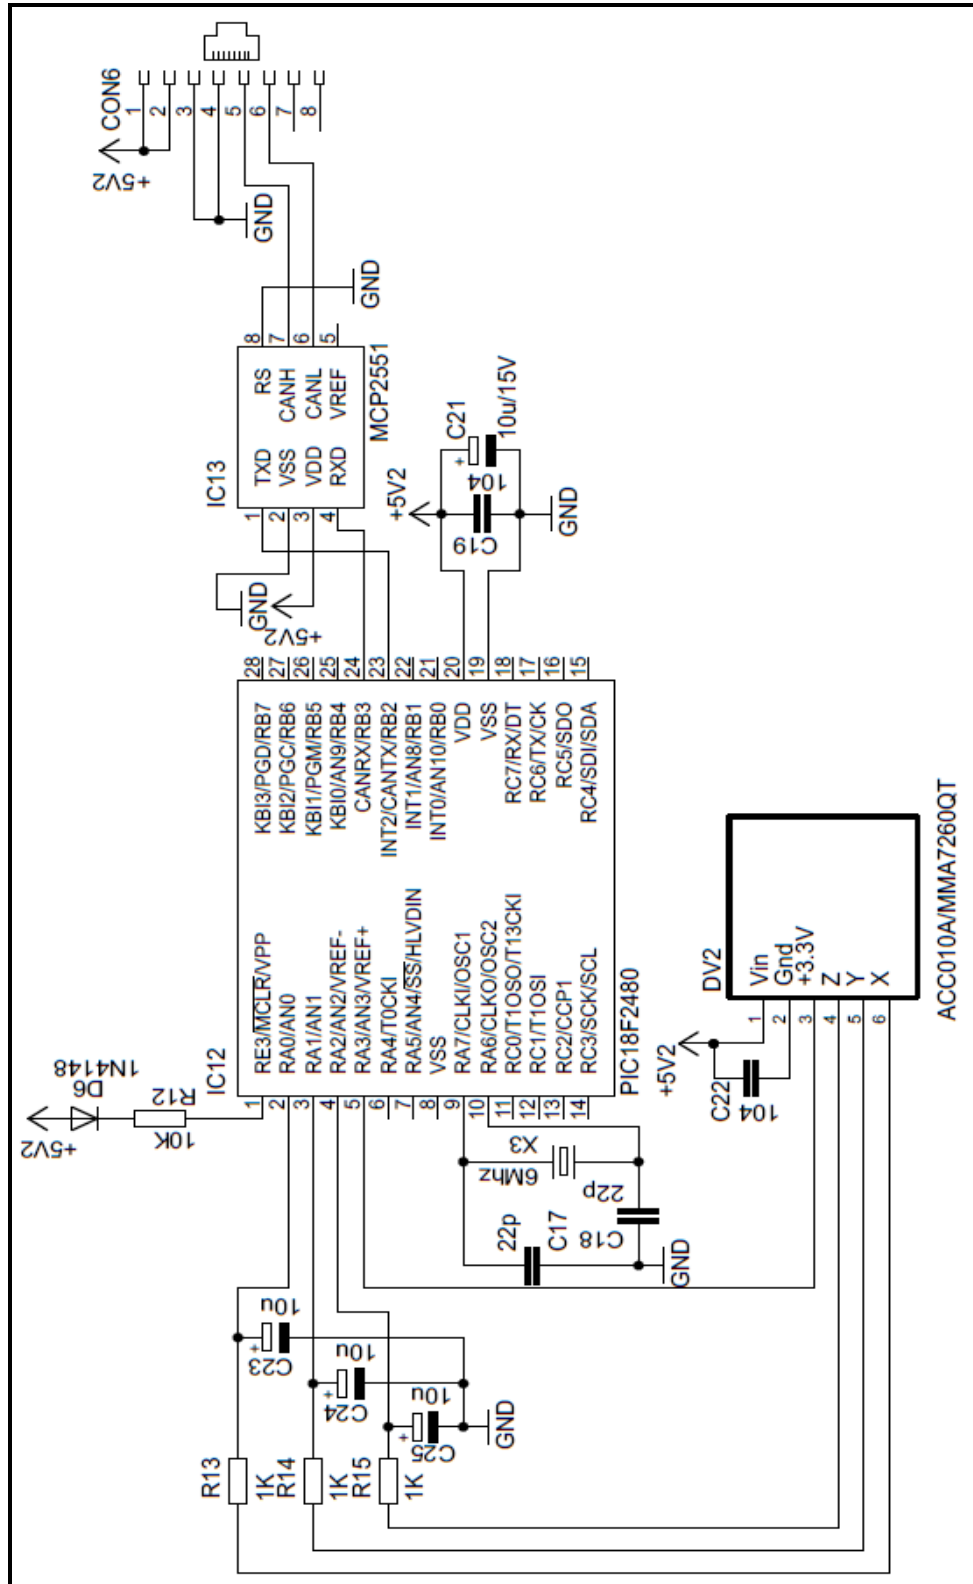 CON6
1
2
3
4
5
6
7
8
+5V2
GND
GND
8
7
6
5
RS
CANH
CANL
VREF
TXD
VSS
VDD
RXD
MCP2551
IC13
1
2
3
4
GND
+5V2
+5V2
C21
10u/15V
104
C19
GND
28
27
26
25
24
23
22
21
20
19
18
17
16
15
KBI3/PGD/RB7
KBI2/PGC/RB6
KBI1/PGM/RB5
KBI0/AN9/RB4
CANRX/RB3
INT2/CANTX/RB2
INT1/AN8/RB1
INT0/AN10/RB0
VDD
VSS
RC7/RX/DT
RC6/TX/CK
RC5/SDO
RC4/SDI/SDA
RE3/MCLR/VPP
RA0/AN0
RA1/AN1
RA2/AN2/VREF-
RA3/AN3/VREF+
RA4/T0CKI
RA5/AN4/SS/HLVDIN
VSS
RA7/CLKI/OSC1
RA6/CLKO/OSC2
RC0/T1OSO/T13CKI
RC1/T1OSI
RC2/CCP1
RC3/SCK/SCL
IC12
PIC18F2480
1
2
3
4
5
6
7
8
9
10
11
12
13
14
+5V2
D6
1N4148
R12
10K
X3
6Mhz
22p
C17
22p
C18
GND
DV2
Vin
Gnd
+3.3V
Z
Y
X
1
2
3
4
5
6
ACC010A/MMA7260QT
+5V2
C22
104
10u
C23
10u
C24
10u
C25
GND
R13
1K
R14
1K
R15
1K